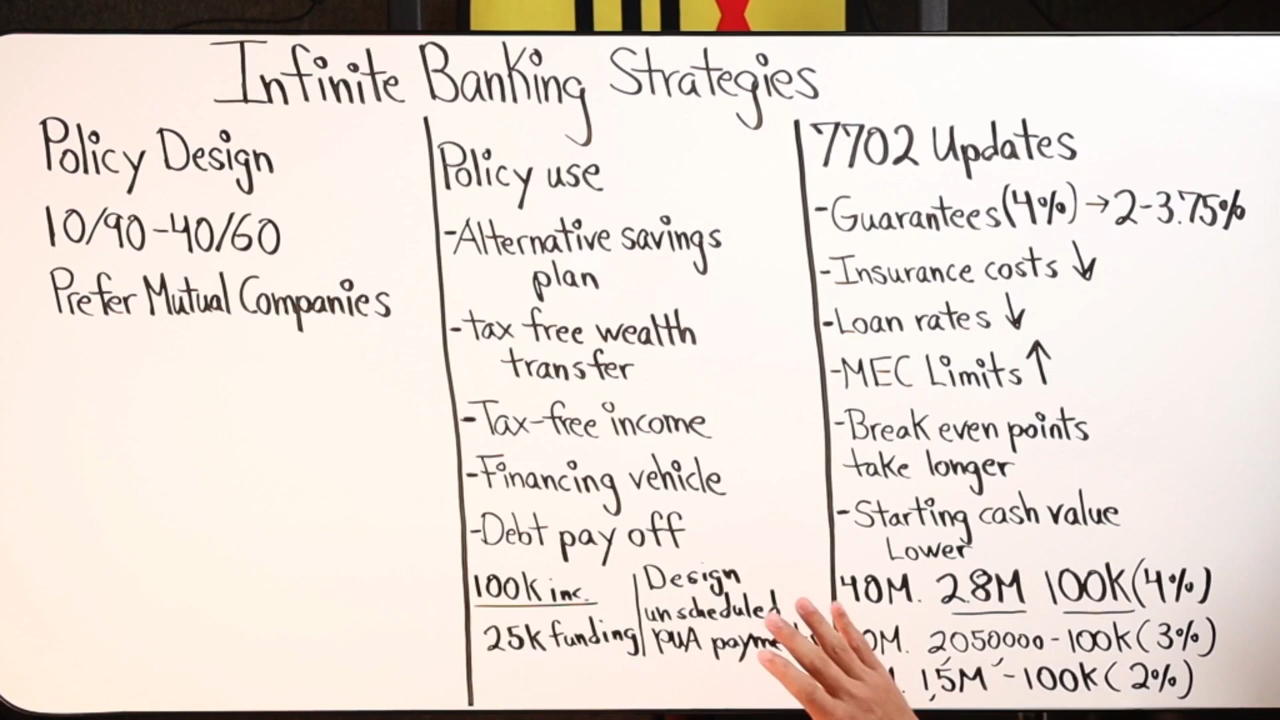 Infinite Banking Strategies
Policy Design
10/90-40/60
Prefer Mutual Companies
Policy use
-Alternative savings
plan
-tax free wealth
transfer
-Tax-free income
-Financing vehicle
-Debt pay off
100k inc.
25k funding
Design
unscheduled
PUA
7702 Updates
-Guarantees(4%)→2-3.75%
-Insurance costs ↓
-Loan rates ↓
-MEC Limits ↑
-Break even points
take longer
-Starting cash value
Lower
40M. 2.8M 100K(4%)
2050000-100k(3%)
1,5M-100K(2%)